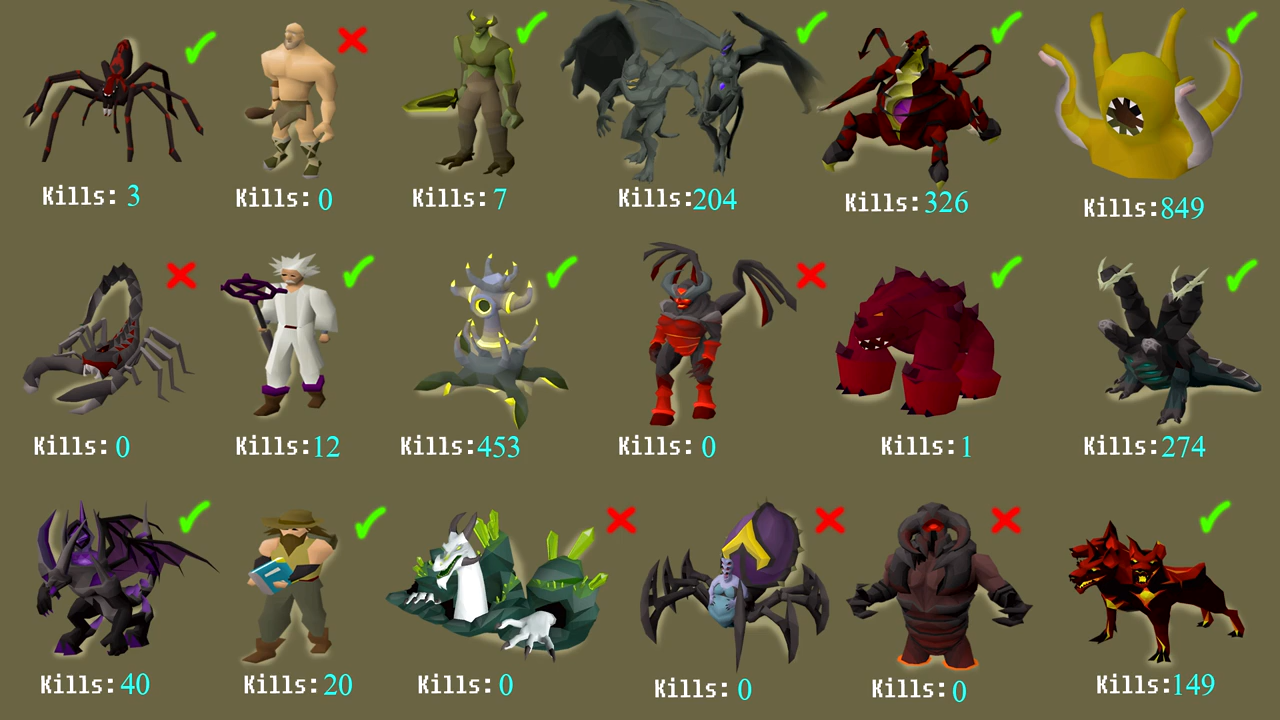 Kills: 3
Kills: 0
Kills: 7
Kills:204
Kills: 326
Kills:849
Kills: 0
Kills:12
Kills:453
Kills: 0
Kills: 1
Kills:274
Kills:40
Kills:20
Kills: 0
Kills: 0
Kills: 0
Kills:149